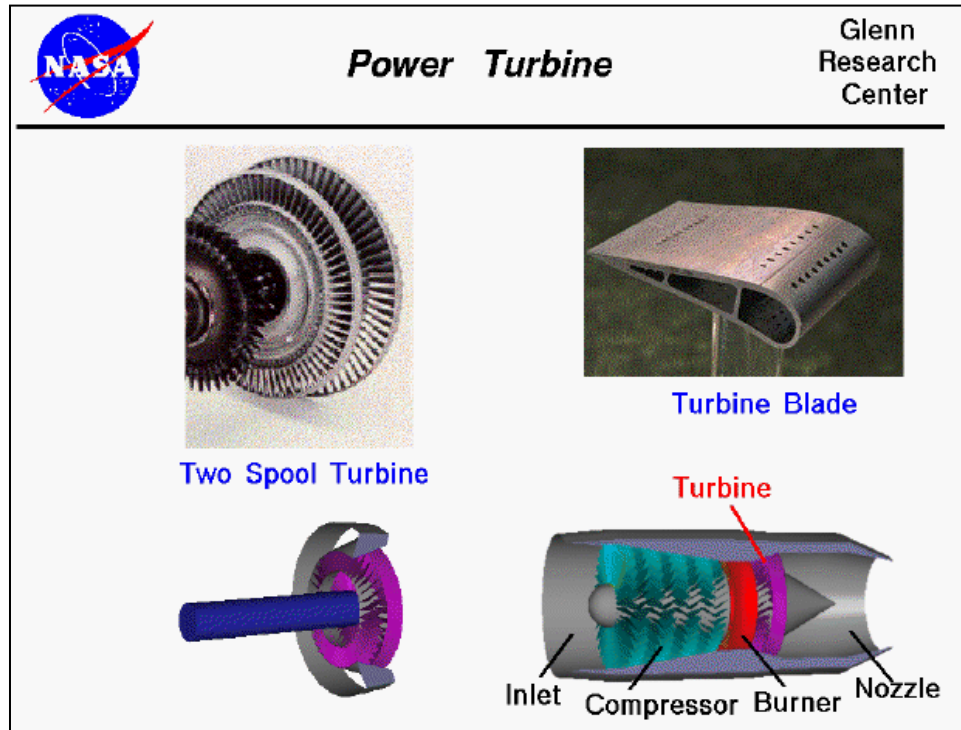 NASA
Power Turbine
Glenn
Research
Center
Two Spool Turbine
Turbine Blade
Turbine
Inlet
Compressor
Burner
Nozzle